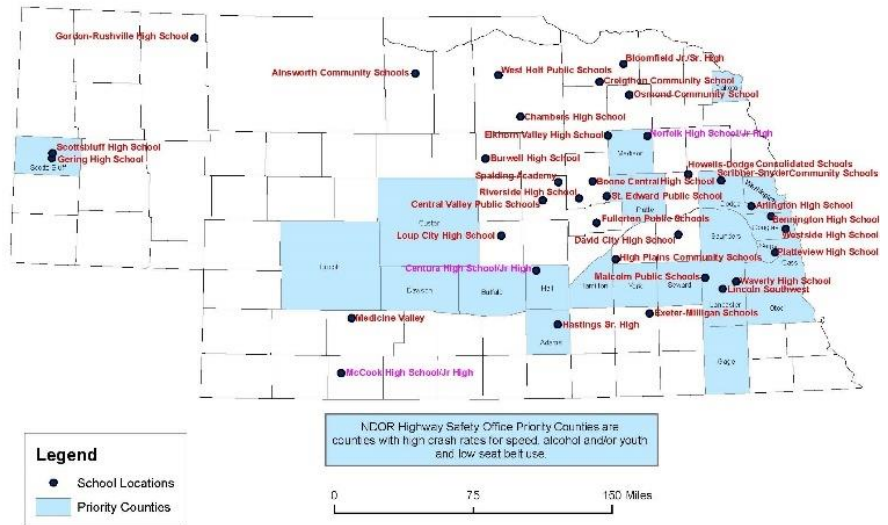 Gordon-Rushville High School
Bloomfield Jr./Sr. High
Ainsworth Community Schools
West Holt Public Schools
Creigthon Community School
Osmond Community School
Chambers High School
Elkhorn Valley High School
Norfolk High School/Jr High
Madison
Scottsbluff High School
Gering High School
Scotts Bluff
Burwell High School
Howells-Dodge Consolidated Schools
Scribner-Snyder Community Schools
Spalding Academy
Boone Central High School
Washington
Riverside High School
St. Edward Public School
Central Valley Public Schools
Dodge
Arlington High School
Platte
Custer
Bennington High School
Fullerton Public Schools
Douglas
Westside High School
Loup City High School
David City High School
Saunders
Platteview High School
High Plains Community Schools
Cass
Lincoln
Centura High School/Jr High
Malcolm Public Schools
Waverly High School
Dawson
Buffalo
Hall
Hamilton
York
Seward
Lincoln Southwest
Lancaster
Otoe
Medicine Valley
Exeter-Milligan Schools
Hastings Sr. High
Adams
Gage
McCook High School/Jr High
NDOR Highway Safety Office Priority Counties are
counties with high crash rates for speed, alcohol and/or youth
and low seat belt use.
Legend
School Locations
Priority Counties
0 75 150 Miles